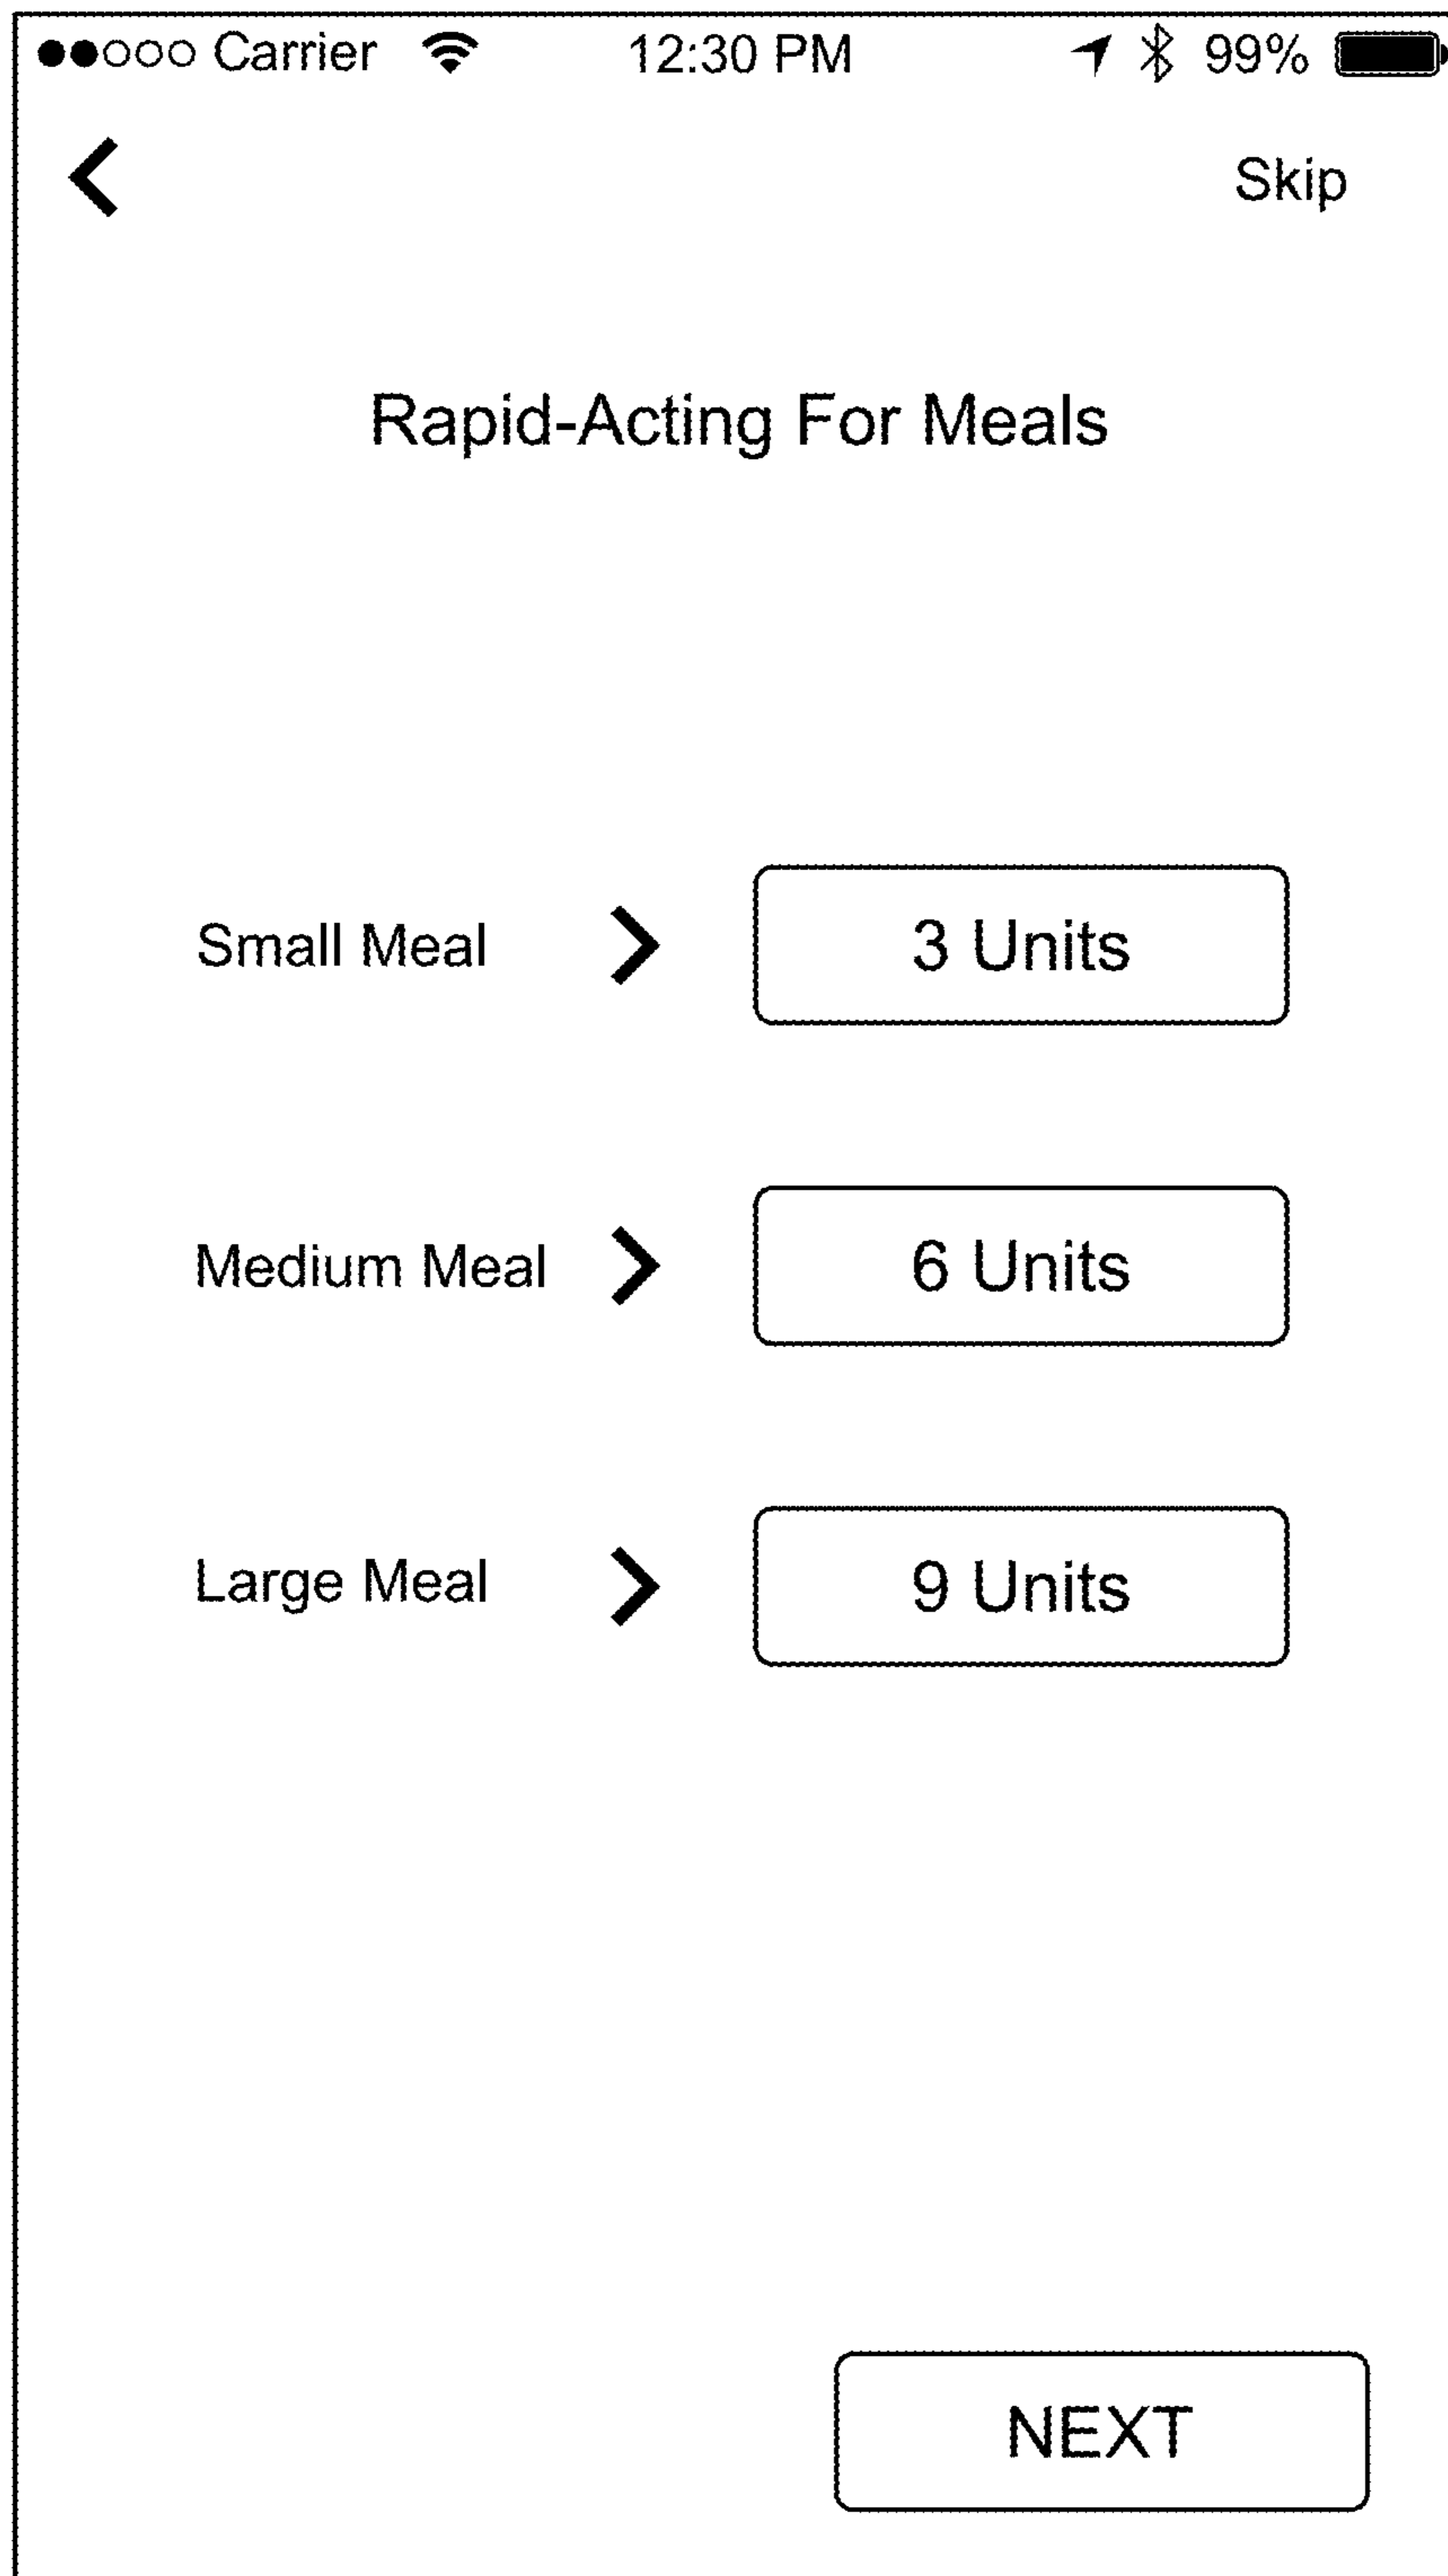 Carrier 12:30 PM 99%
Skip
Rapid-Acting For Meals
Small Meal 3 Units
Medium Meal 6 Units
Large Meal 9 Units
NEXT